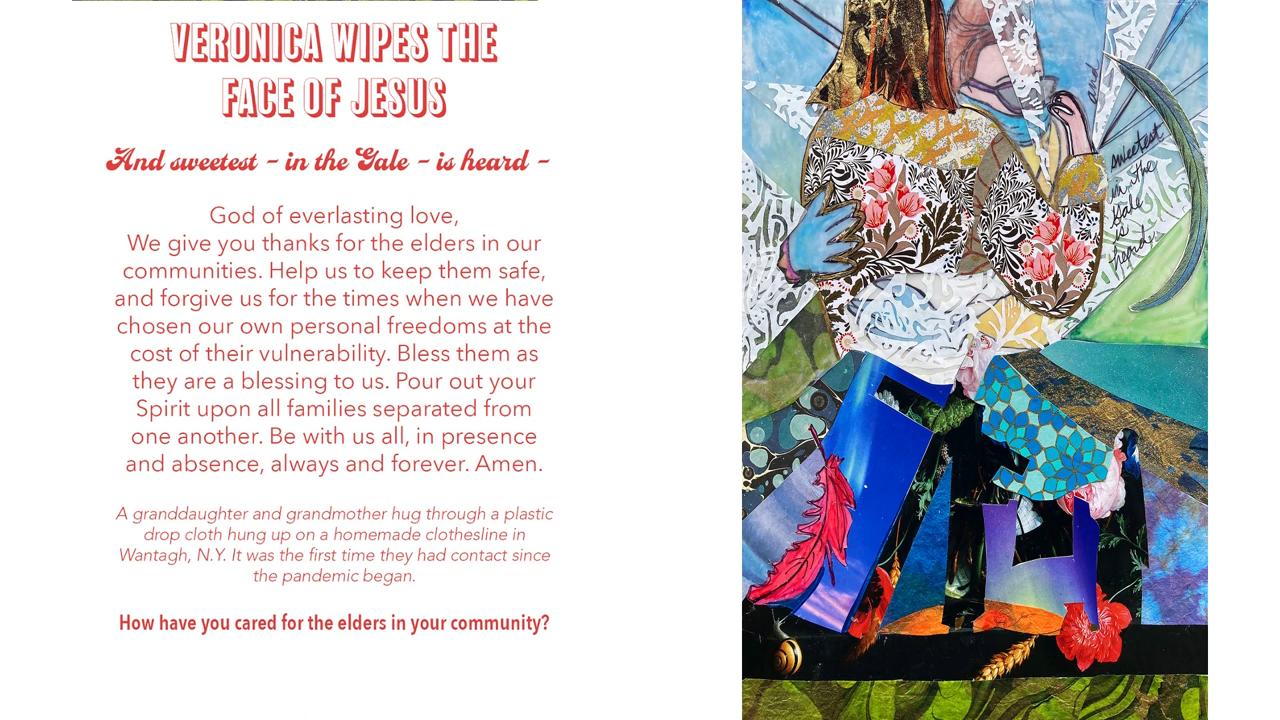 VERONICA WIPES THE
FACE OF JESUS
And sweetest – in the Gale – is heard –
God of everlasting love,
We give you thanks for the elders in our
communities. Help us to keep them safe,
and forgive us for the times when we have
chosen our own personal freedoms at the
cost of their vulnerability. Bless them as
they are a blessing to us. Pour out your
Spirit upon all families separated from
one another. Be with us all, in presence
and absence, always and forever. Amen.
A granddaughter and grandmother hug through a plastic
drop cloth hung up on a homemade clothesline in
Wantagh, N.Y. It was the first time they had contact since
the pandemic began.
How have you cared for the elders in your community?
sweetest
in the
Gale
is
heard